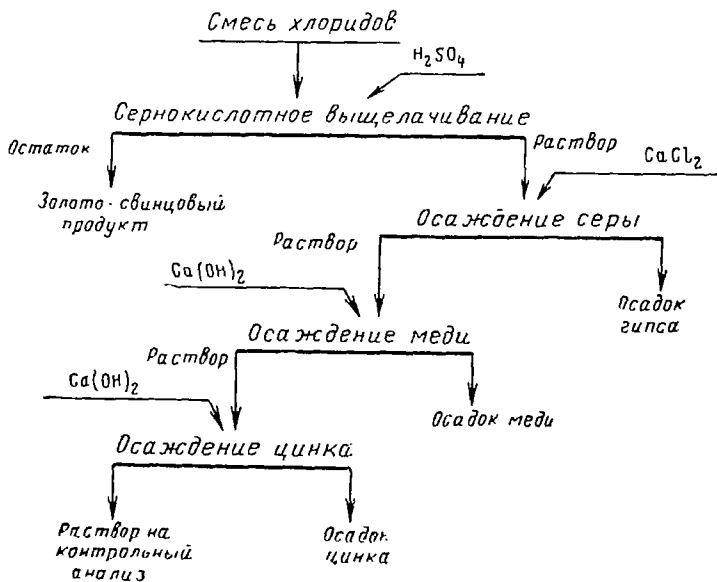 Смесь хлоридов
H₂SO₄
Сернокислотное выщелачивание
Остаток
Раствор
CaCl₂
Золото-свинцовый
продукт
Осаждение серы
Раствор
Ca(OH)₂
Осадок
гипса
Осаждение меди
Раствор
Ca(OH)₂
Осадок меди
Осаждение цинка
Раствор на
контрольный
анализ
Осадок
цинка